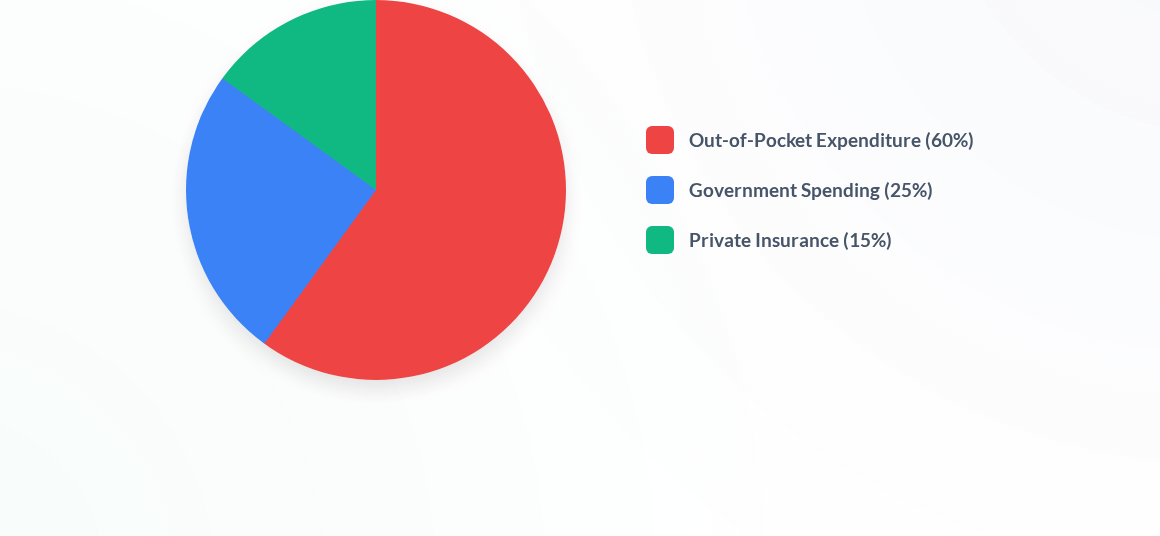 Out-of-Pocket Expenditure (60%)
Government Spending (25%)
Private Insurance (15%)